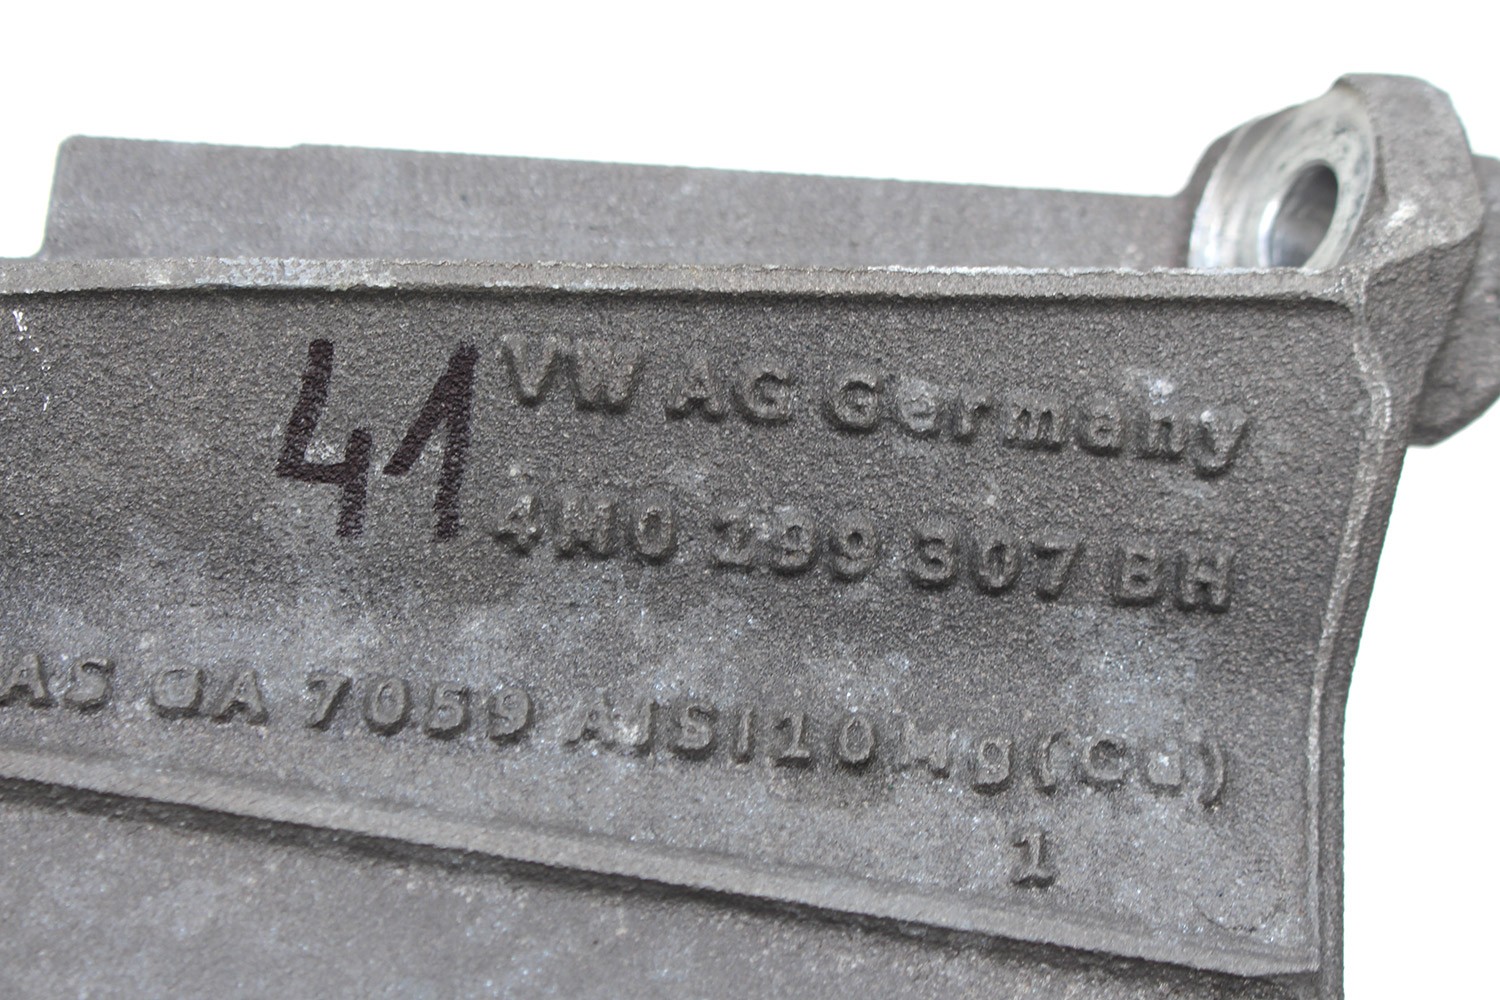 41
VW AG Germany
4M0 199 307 BH
AS GA 7059 AlSi10Mg(Cu)
1